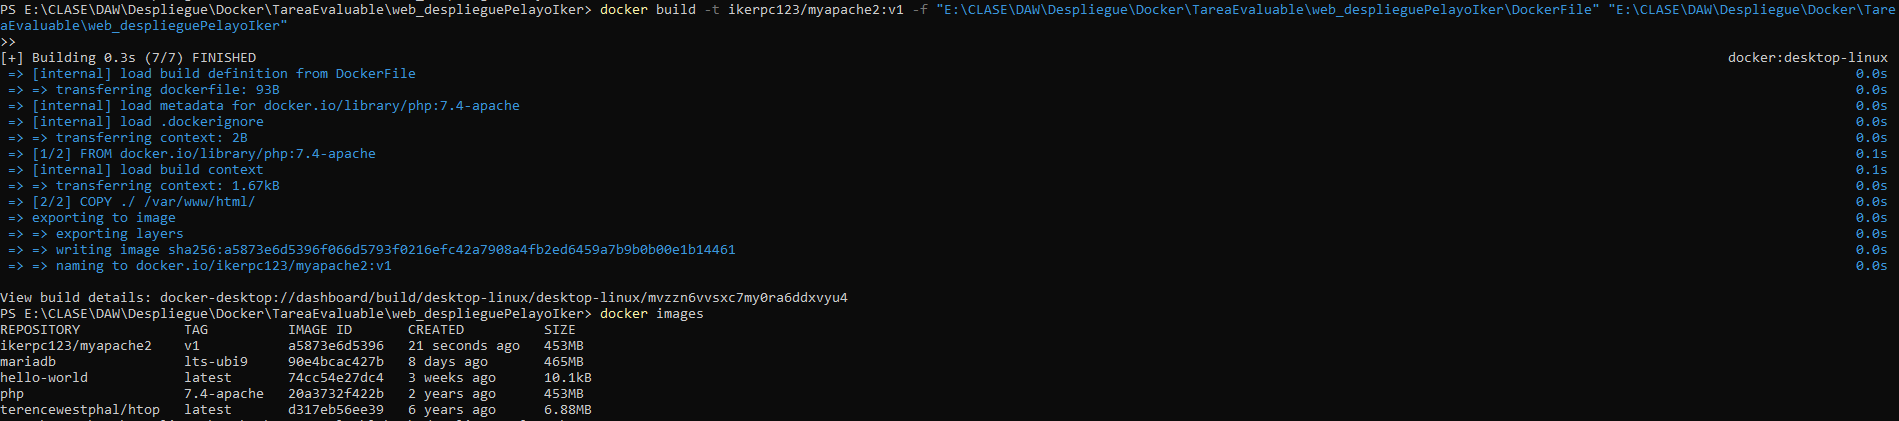 PS E:\CLASE\DAW\Despliegue\Docker\TareaEvaluable\web_desplieguePelayoIker> docker build -t ikerpc123/myapache2:v1 -f "E:\CLASE\DAW\Despliegue\Docker\TareaEvaluable\web_desplieguePelayoIker\DockerFile" "E:\CLASE\DAW\Despliegue\Docker\Tare
aEvaluable\web_desplieguePelayoIker"
>>
[+] Building 0.3s (7/7) FINISHED docker:desktop-linux
=> [internal] load build definition from DockerFile 0.0s
=> => transferring dockerfile: 93B 0.0s
=> [internal] load metadata for docker.io/library/php:7.4-apache 0.0s
=> [internal] load .dockerignore 0.0s
=> => transferring context: 2B 0.0s
=> [1/2] FROM docker.io/library/php:7.4-apache 0.1s
=> [internal] load build context 0.1s
=> => transferring context: 1.67kB 0.0s
=> [2/2] COPY ./ /var/www/html/ 0.0s
=> exporting to image 0.0s
=> => exporting layers 0.0s
=> => writing image sha256:a5873e6d5396f066d5793f0216efc42a7908a4fb2ed6459a7b9b0b00e1b14461 0.0s
=> => naming to docker.io/ikerpc123/myapache2:v1 0.0s
View build details: docker-desktop://dashboard/build/desktop-linux/desktop-linux/mvzzn6vvsxc7my0ra6ddxvyu4
PS E:\CLASE\DAW\Despliegue\Docker\TareaEvaluable\web_desplieguePelayoIker> docker images
REPOSITORY TAG IMAGE ID CREATED SIZE
ikerpc123/myapache2 v1 a5873e6d5396 21 seconds ago 453MB
mariadb lts-ubi9 90e4bcac427b 8 days ago 465MB
hello-world latest 74cc54e27dc4 3 weeks ago 10.1kB
php 7.4-apache 20a3732f422b 2 years ago 453MB
terencewestphal/htop latest d317eb56ee39 6 years ago 6.88MB